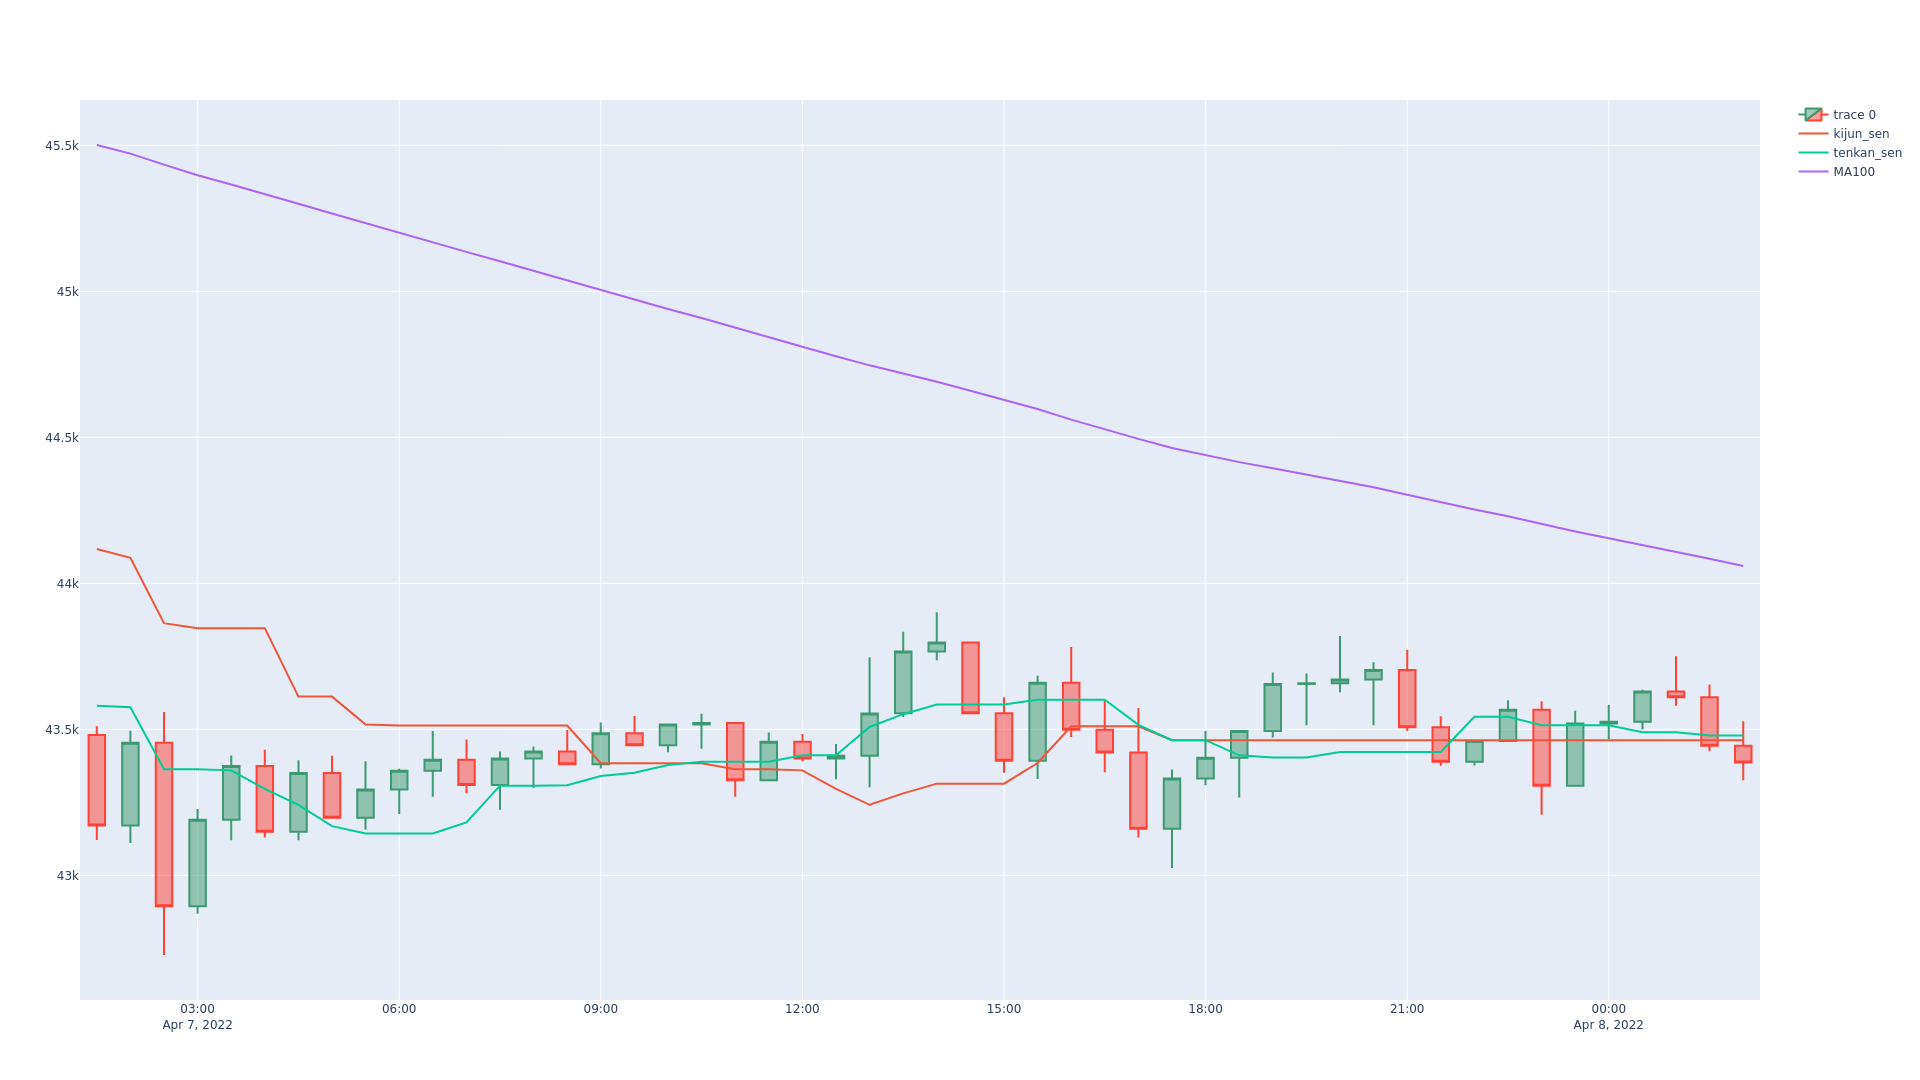 45.5k
45k
44.5k
44k
43.5k
43k
03:00
Apr 7, 2022
06:00
09:00
12:00
15:00
18:00
21:00
00:00
Apr 8, 2022
trace 0
kijun_sen
tenkan_sen
MA100